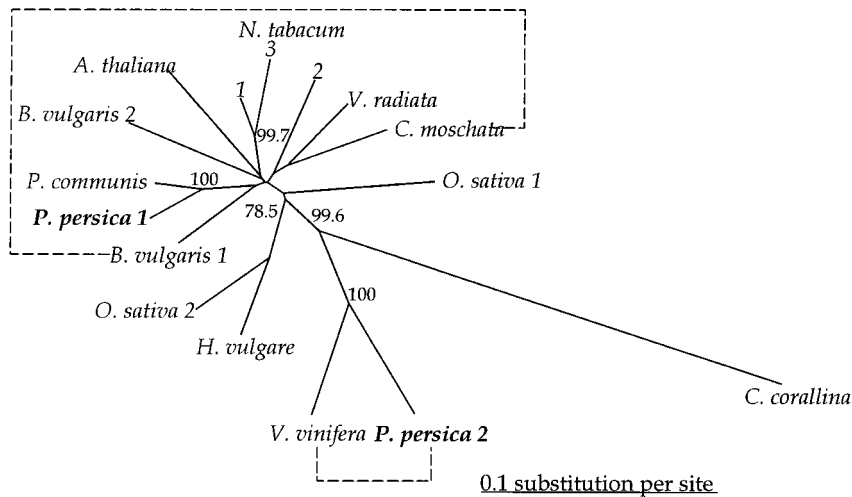 N. tabacum
3
A. thaliana
2
1
V. radiata
B. vulgaris 2
C. moschata
99.7
P. communis
100
O. sativa 1
P. persica 1
78.5
99.6
B. vulgaris 1
100
O. sativa 2
H. vulgare
C. corallina
V. vinifera P. persica 2
0.1 substitution per site